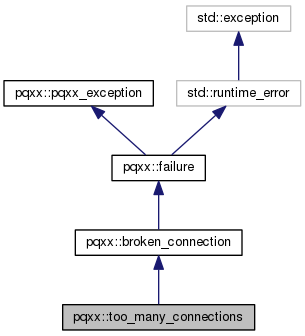 std::exception
pqxx::pqxx_exception
std::runtime_error
pqxx::failure
pqxx::broken_connection
pqxx::too_many_connections